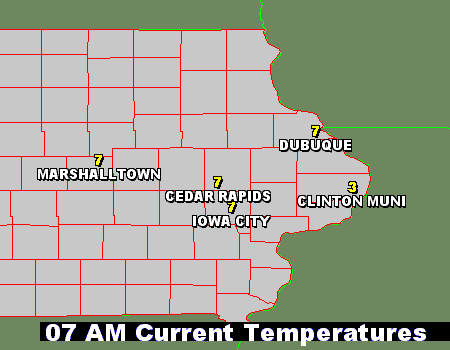 7
DUBUQUE
7
MARSHALLTOWN
7
CEDAR RAPIDS
3
CLINTON MUNI
7
IOWA CITY
07 AM Current Temperatures